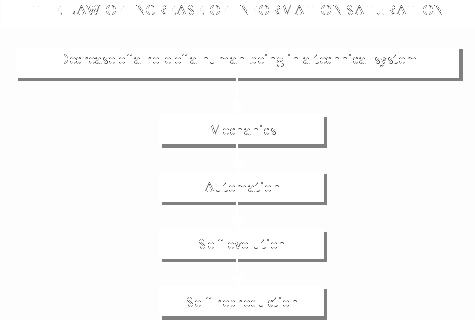 THE LAW OF INCREASE OF INFORMATION SATURATION
Decrease of a role of a human being in a technical system
Mechanics
Automation
Self-evolution
Self-reproduction